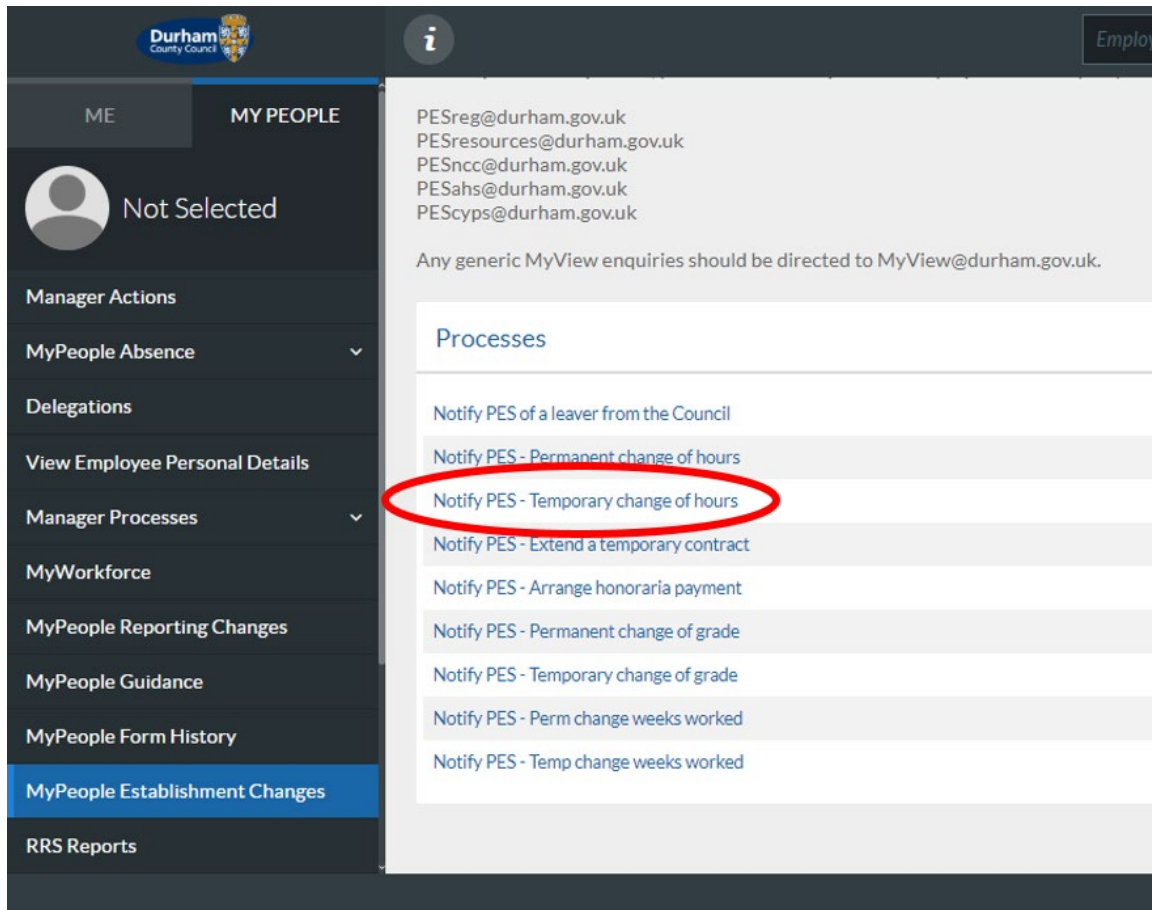 Durham
County Council
i
Employ
ME
MY PEOPLE
Not Selected
Manager Actions
MyPeople Absence
Delegations
View Employee Personal Details
Manager Processes
MyWorkforce
MyPeople Reporting Changes
MyPeople Guidance
MyPeople Form History
MyPeople Establishment Changes
RRS Reports
PESreg@durham.gov.uk
PESresources@durham.gov.uk
PESncc@durham.gov.uk
PESahs@durham.gov.uk
PEScyps@durham.gov.uk
Any generic MyView enquiries should be directed to MyView@durham.gov.uk.
Processes
Notify PES of a leaver from the Council
Notify PES - Permanent change of hours
Notify PES - Temporary change of hours
Notify PES - Extend a temporary contract
Notify PES - Arrange honoraria payment
Notify PES - Permanent change of grade
Notify PES - Temporary change of grade
Notify PES - Perm change weeks worked
Notify PES - Temp change weeks worked